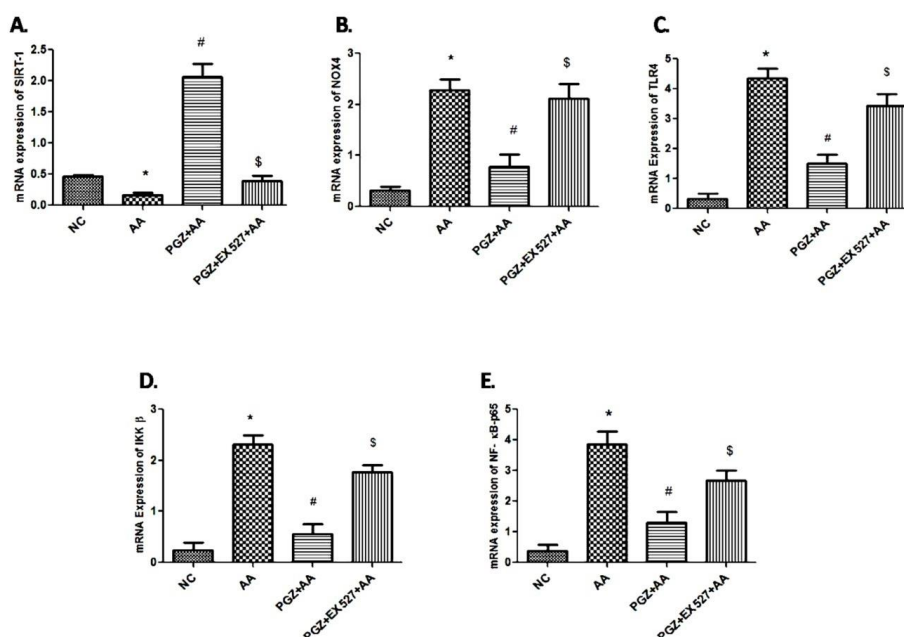 A.
mRNA expression of SIRT-1
2.5
2.0
1.5
1.0
0.5
0.0
*
#
$
NC
AA
PGZ+AA
PGZ+EX527+AA
B.
mRNA expression of NOX4
3
2
1
0
*
#
$
NC
AA
PGZ+AA
PGZ+EX527+AA
C.
mRNA Expression of TLR4
5
4
3
2
1
0
*
#
$
NC
AA
PGZ+AA
PGZ+EX527+AA
D.
mRNA Expression of IKK β
3
2
1
0
*
#
$
NC
AA
PGZ+AA
PGZ+EX527+AA
E.
mRNA expression of NF- κB-p65
5
4
3
2
1
0
*
#
$
NC
AA
PGZ+AA
PGZ+EX527+AA